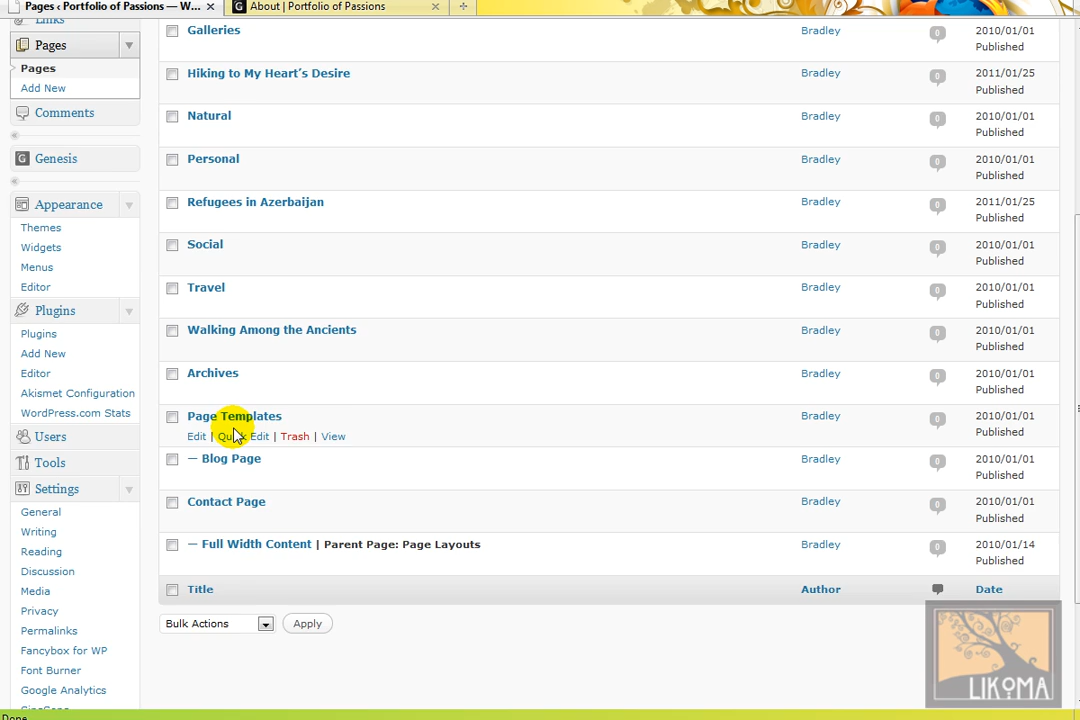 Pages ‹ Portfolio of Passions — W...
About | Portfolio of Passions
Links
Pages
Pages
Add New
Comments
Genesis
Appearance
Themes
Widgets
Menus
Editor
Plugins
Plugins
Add New
Editor
Akismet Configuration
WordPress.com Stats
Users
Tools
Settings
General
Writing
Reading
Discussion
Media
Privacy
Permalinks
Fancybox for WP
Font Burner
Google Analytics
Galleries Bradley 0 2010/01/01
Published
Hiking to My Heart's Desire Bradley 0 2011/01/25
Published
Natural Bradley 0 2010/01/01
Published
Personal Bradley 0 2010/01/01
Published
Refugees in Azerbaijan Bradley 0 2011/01/25
Published
Social Bradley 0 2010/01/01
Published
Travel Bradley 0 2010/01/01
Published
Walking Among the Ancients Bradley 0 2010/01/01
Published
Archives Bradley 0 2010/01/01
Published
Page Templates Bradley 0 2010/01/01
Edit | Quick Edit | Trash | View Published
— Blog Page Bradley 0 2010/01/01
Published
Contact Page Bradley 0 2010/01/01
Published
— Full Width Content | Parent Page: Page Layouts Bradley 0 2010/01/14
Published
Title Author Date
Bulk Actions Apply
LIKOMA
Done